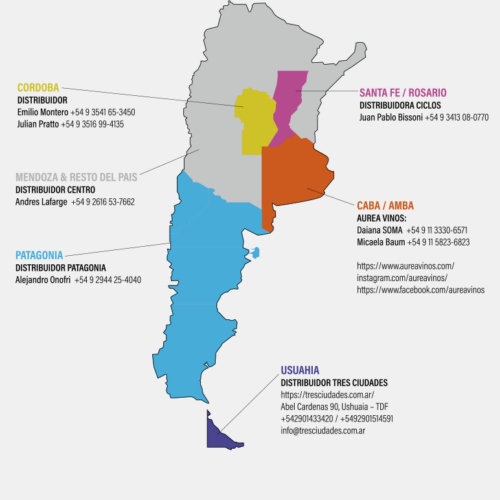 CORDOBA
DISTRIBUIDOR
Emilio Montero +54 9 3541 65-3450
Julian Pratto +54 9 3516 99-4135
SANTA FE / ROSARIO
DISTRIBUIDORA CICLOS
Juan Pablo Bissoni +54 9 3413 08-0770
MENDOZA & RESTO DEL PAIS
DISTRIBUIDOR CENTRO
Andres Lafarge +54 9 2616 53-7662
CABA / AMBA
AUREA VINOS:
Daiana SOMA +54 9 11 3330-6571
Micaela Baum +54 9 11 5823-6823
https://www.aureavinos.com/
instagram.com/aureavinos/
https://www.facebook.com/aureavinos
PATAGONIA
DISTRIBUIDOR PATAGONIA
Alejandro Onofri +54 9 2944 25-4040
USUAHIA
DISTRIBUIDOR TRES CIUDADES
https://tresciudades.com.ar/
Abel Cardenas 90, Ushuaia – TDF
+542901433420 / +5492901514591
info@tresciudades.com.ar